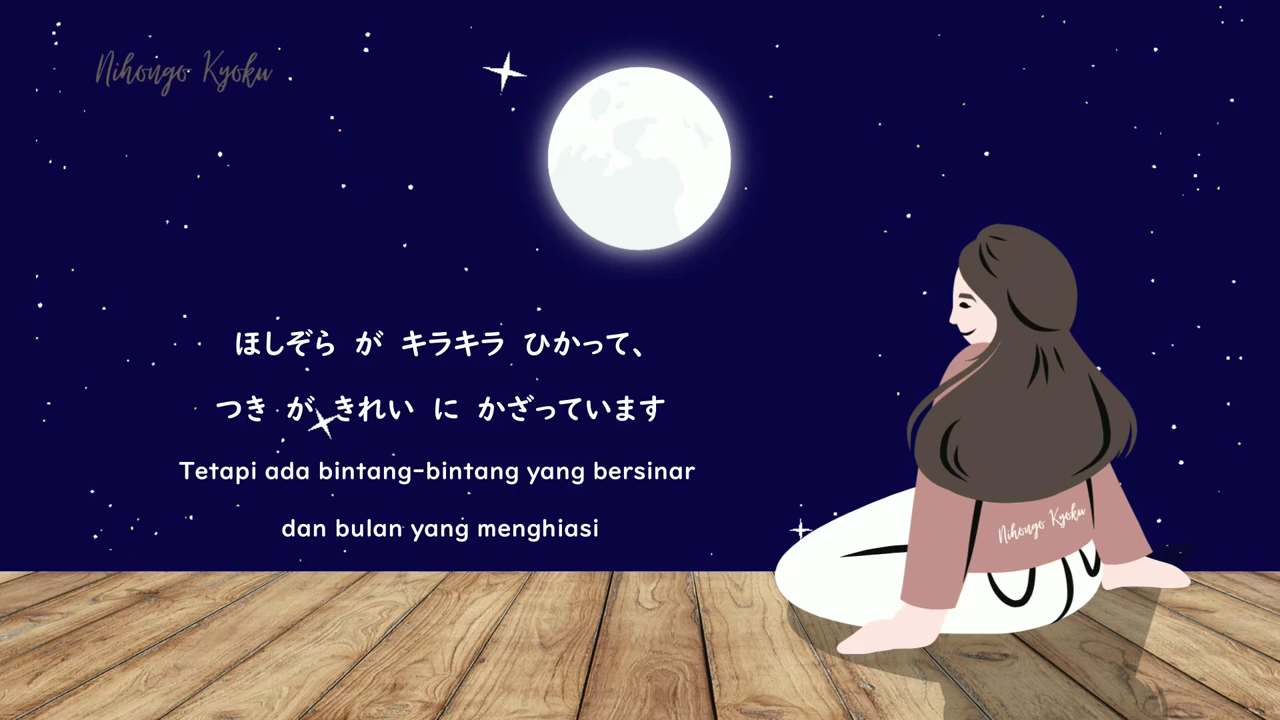 Nihongo Kyoku
ほしぞら が キラキラ ひかって、
つき が きれい に かざっています
Tetapi ada bintang-bintang yang bersinar
dan bulan yang menghiasi
Nihongo Kyoku